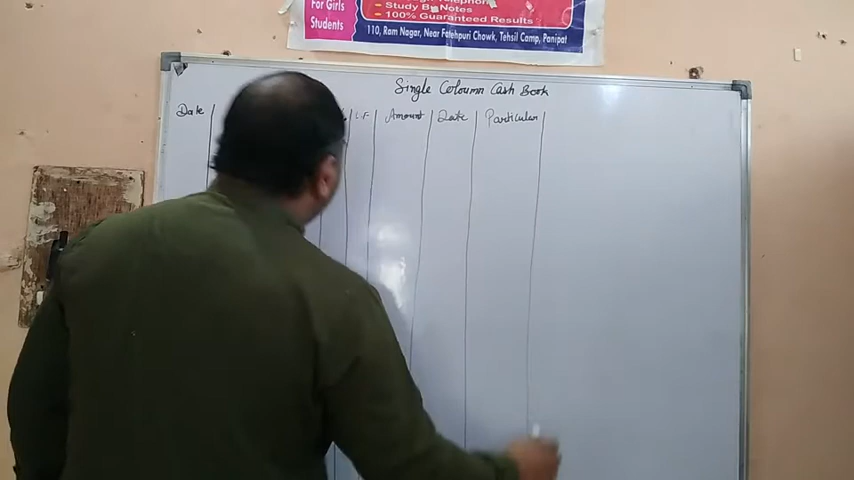 For Girls
Students
Study By Notes
100% Guaranteed Results
110, Ram Nagar, Near Fatehpuri Chowk, Tehsil Camp, Panipat
Single Coloumn Cash Book
Date L.F Amount Date Particular